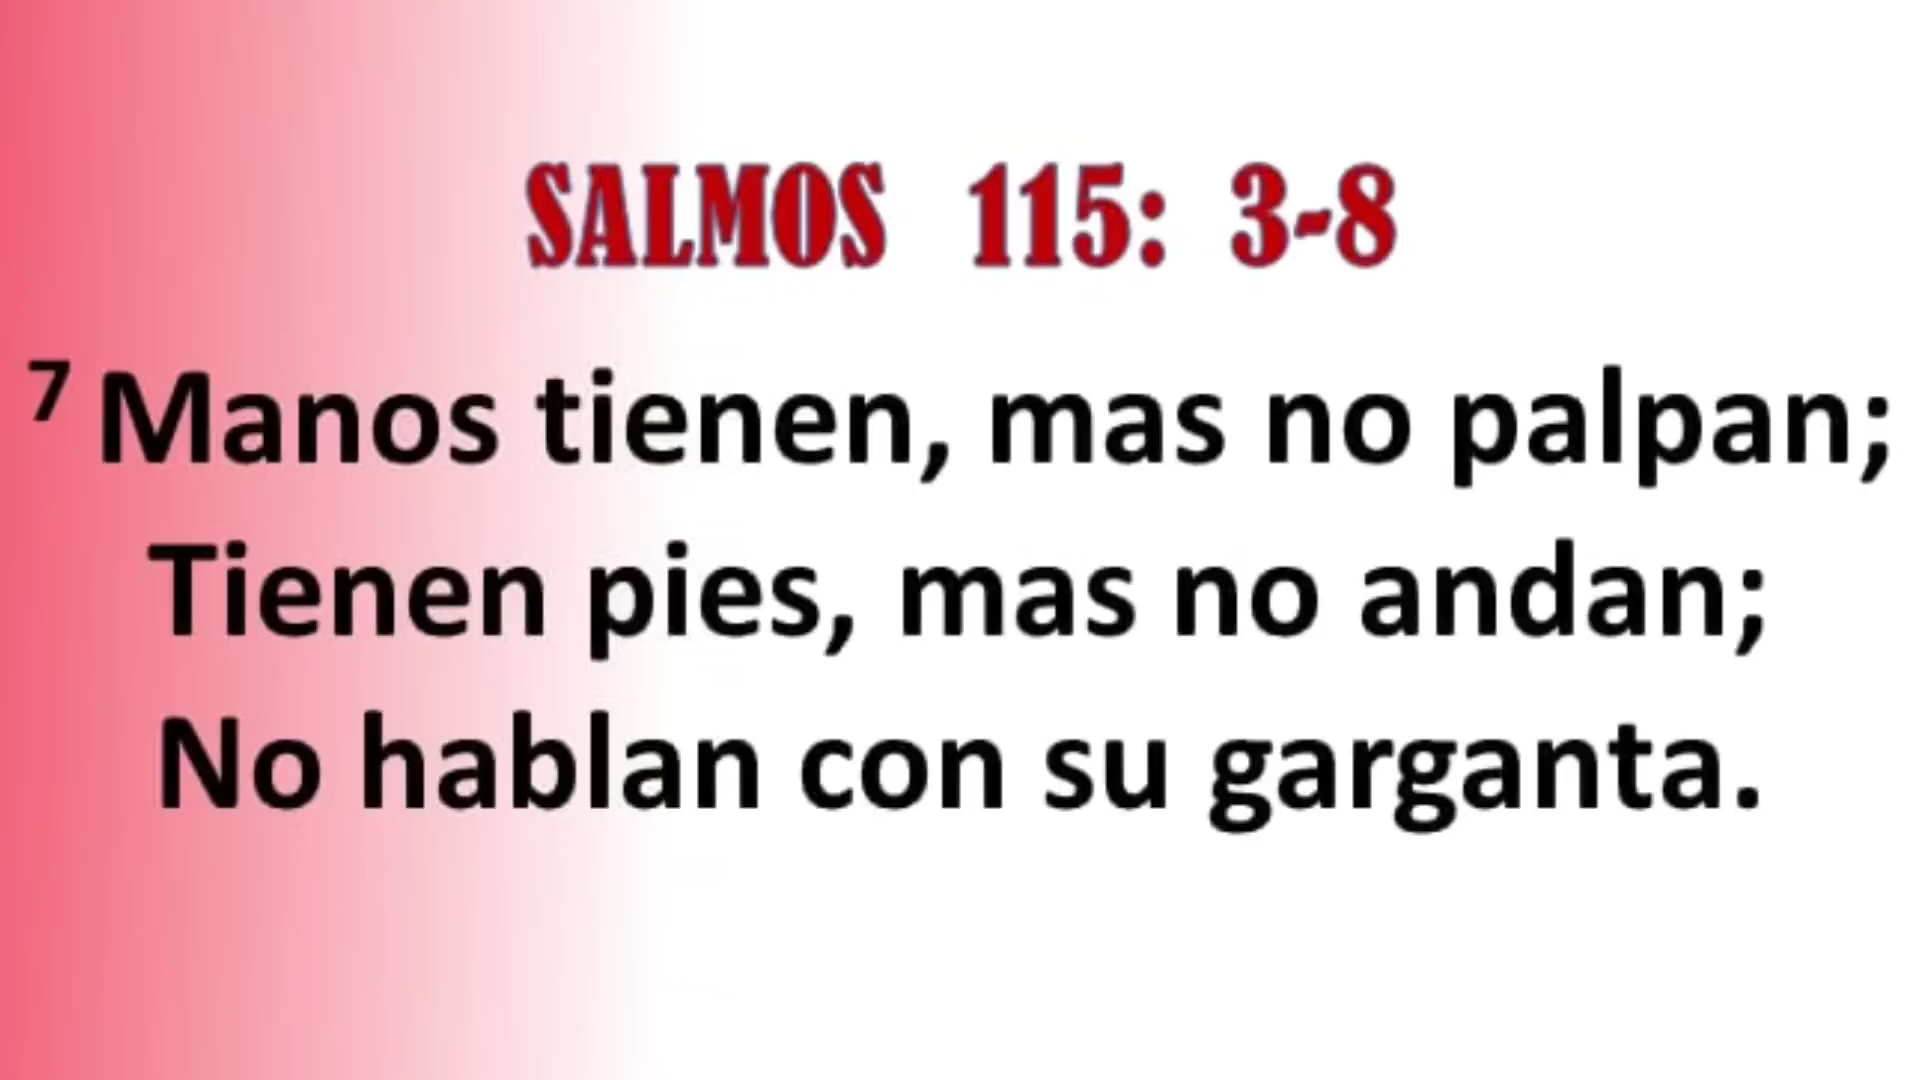 SALMOS 115: 3-8
7 Manos tienen, mas no palpan;
Tienen pies, mas no andan;
No hablan con su garganta.